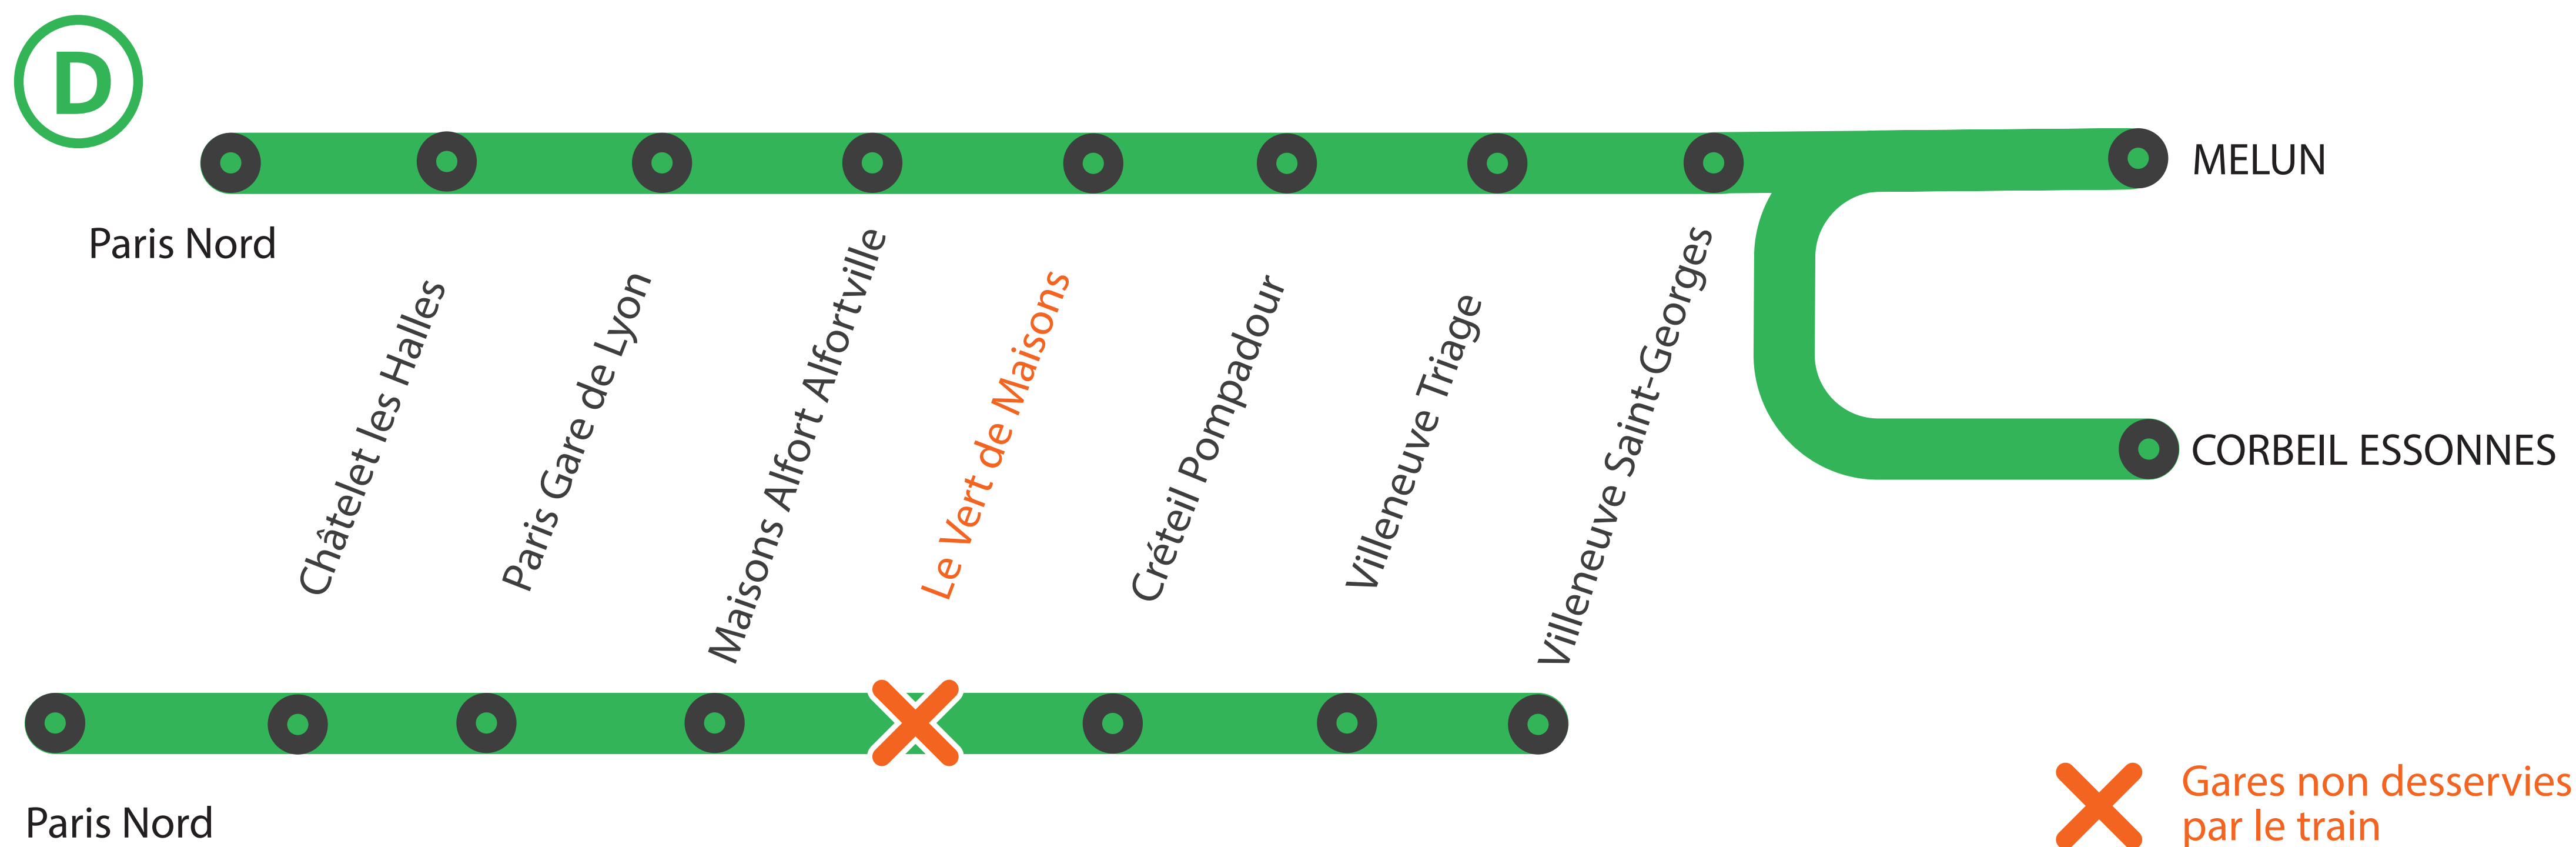 D
MELUN
Paris Nord
Châtelet les Halles
Paris Gare de Lyon
Maisons Alfort Alfortville
Le Vert de Maisons
Créteil Pompadour
Villeneuve Triage
Villeneuve Saint-Georges
CORBEIL ESSONNES
Paris Nord
Gares non desservies
par le train